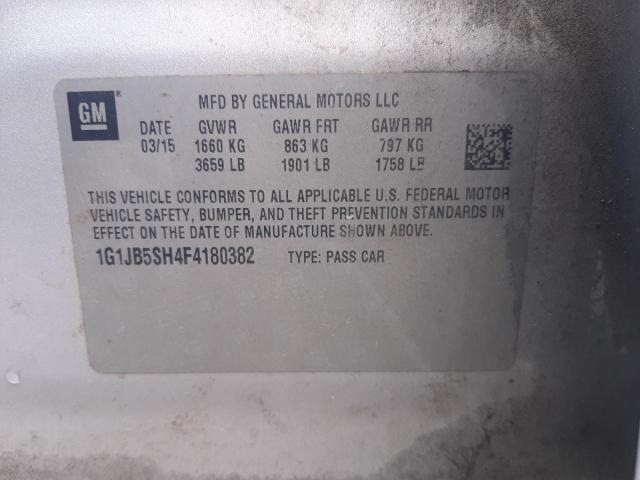 GM ®
MFD BY GENERAL MOTORS LLC
DATE GVWR GAWR FRT GAWR RR
03/15 1660 KG 863 KG 797 KG
3659 LB 1901 LB 1758 LB
THIS VEHICLE CONFORMS TO ALL APPLICABLE U.S. FEDERAL MOTOR
VEHICLE SAFETY, BUMPER, AND THEFT PREVENTION STANDARDS IN
EFFECT ON THE DATE OF MANUFACTURE SHOWN ABOVE.
1G1JB5SH4F4180382 TYPE: PASS CAR